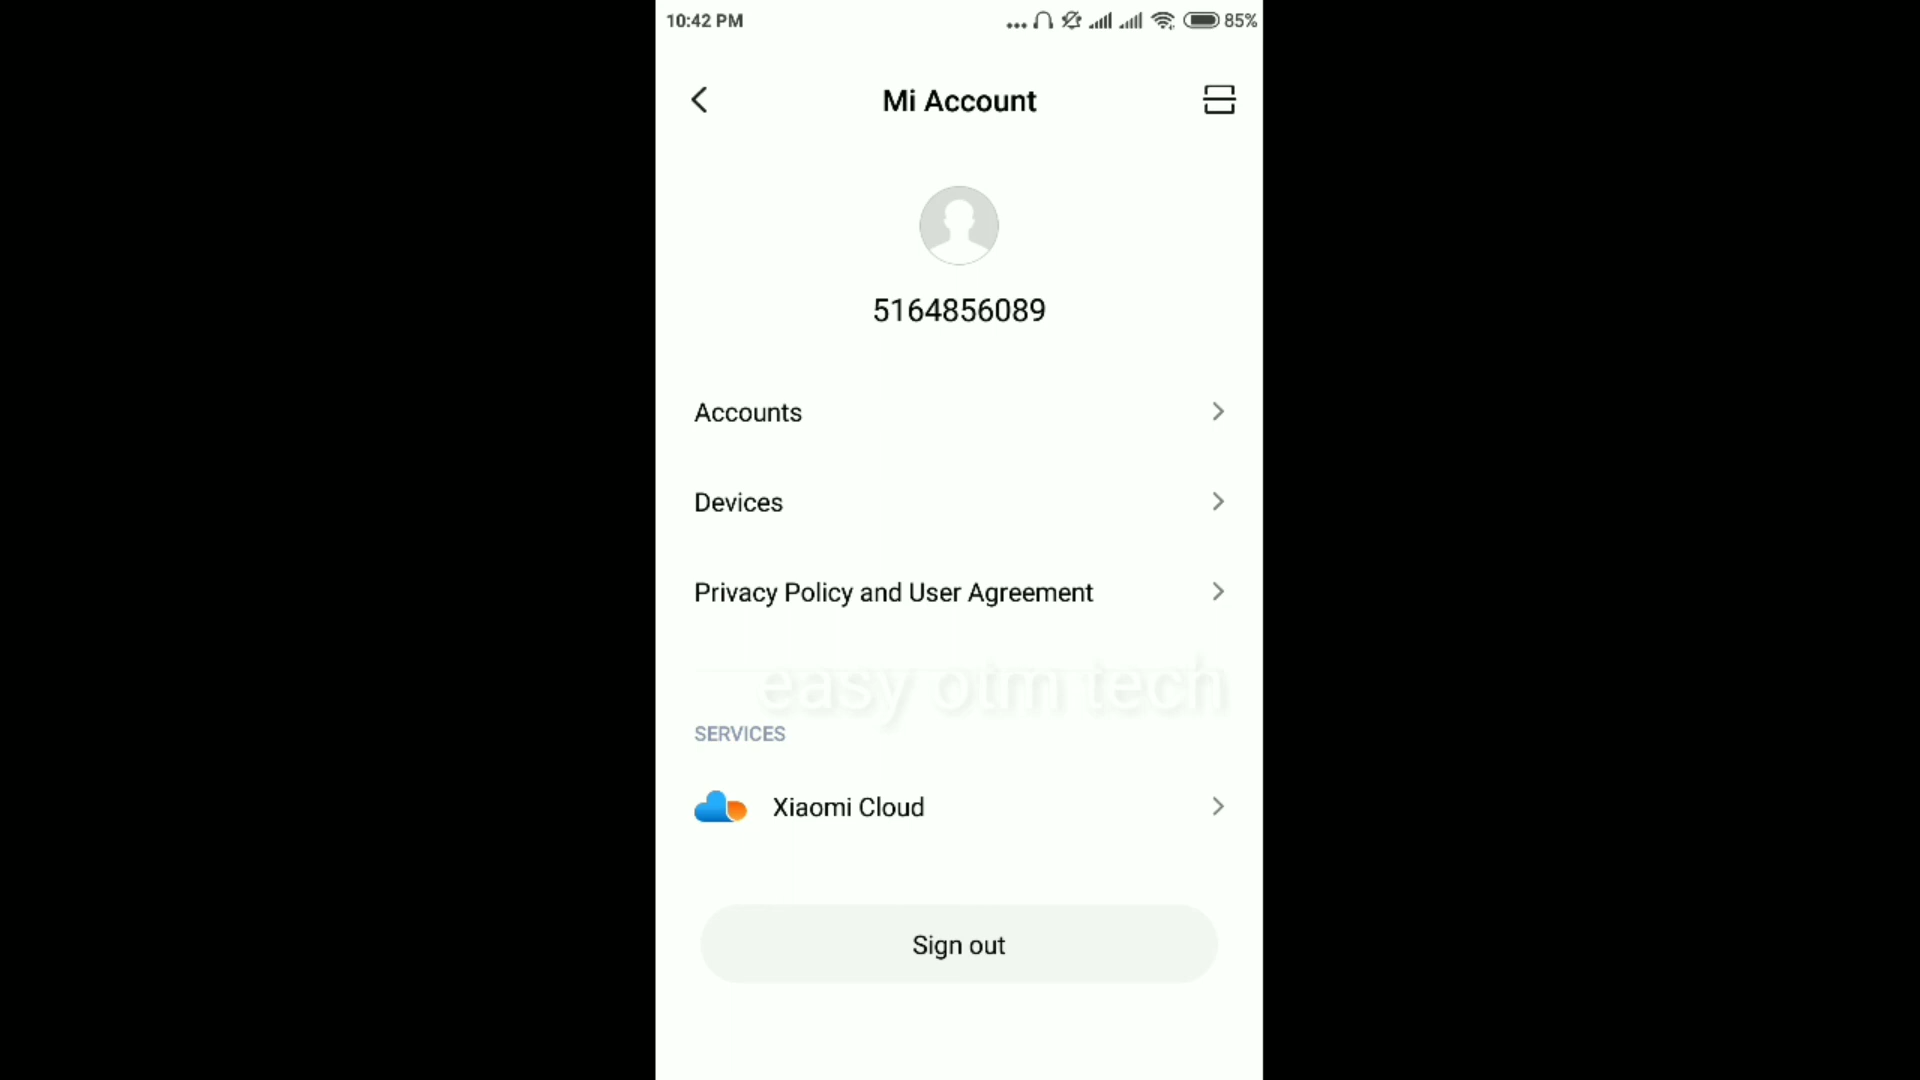 10:42 PM
85%
Mi Account
5164856089
Accounts
Devices
Privacy Policy and User Agreement
easy otm tech
SERVICES
Xiaomi Cloud
Sign out